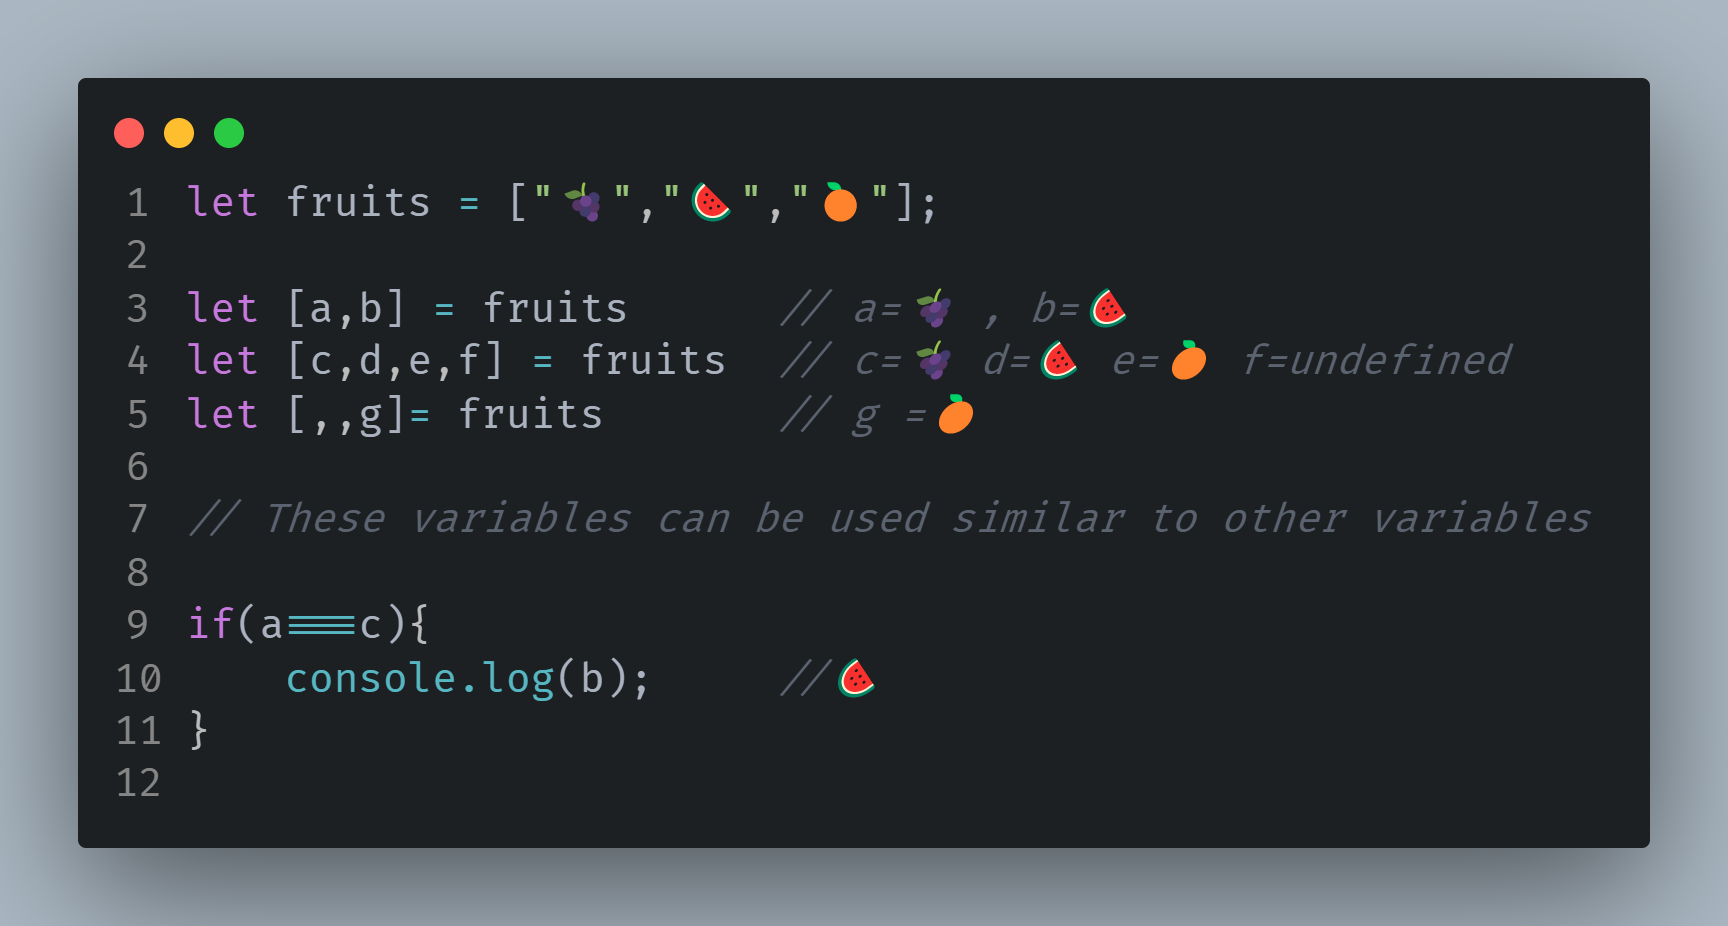 1 let fruits = ["🍇","🍉","🍊"];
2
3 let [a,b] = fruits // a=🍇 , b=🍉
4 let [c,d,e,f] = fruits // c=🍇 d=🍉 e=🍊 f=undefined
5 let [,,g]= fruits // g =🍊
6
7 // These variables can be used similar to other variables
8
9 if(a===c){
10 console.log(b); //🍉
11 }
12